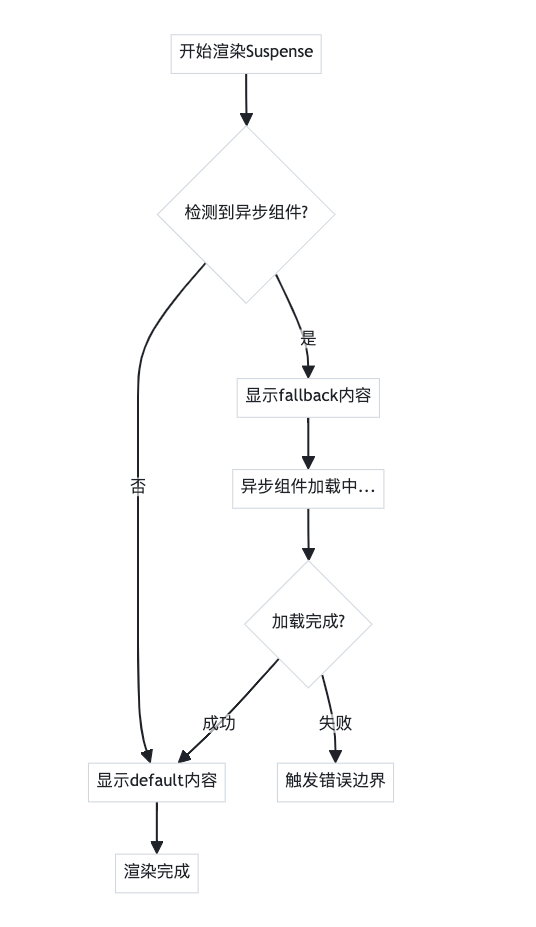 开始渲染Suspense
检测到异步组件?
是
显示fallback内容
否
异步组件加载中...
加载完成?
成功
失败
显示default内容
触发错误边界
渲染完成